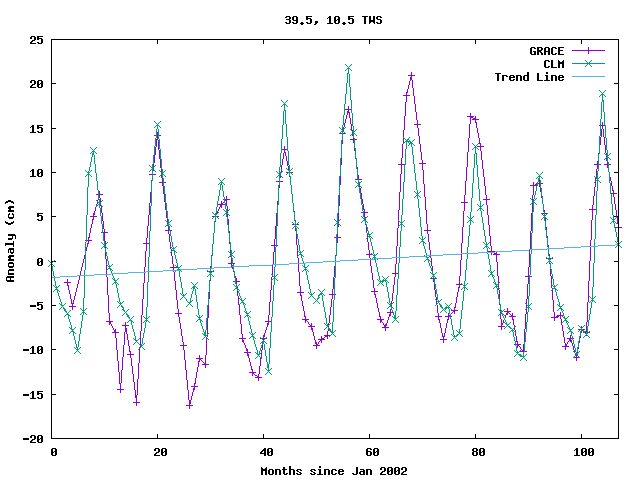 39.5, 10.5 TWS
GRACE
CLM
Trend Line
25
20
15
10
5
0
-5
-10
-15
-20
Anomaly (cm)
0 20 40 60 80 100
Months since Jan 2002